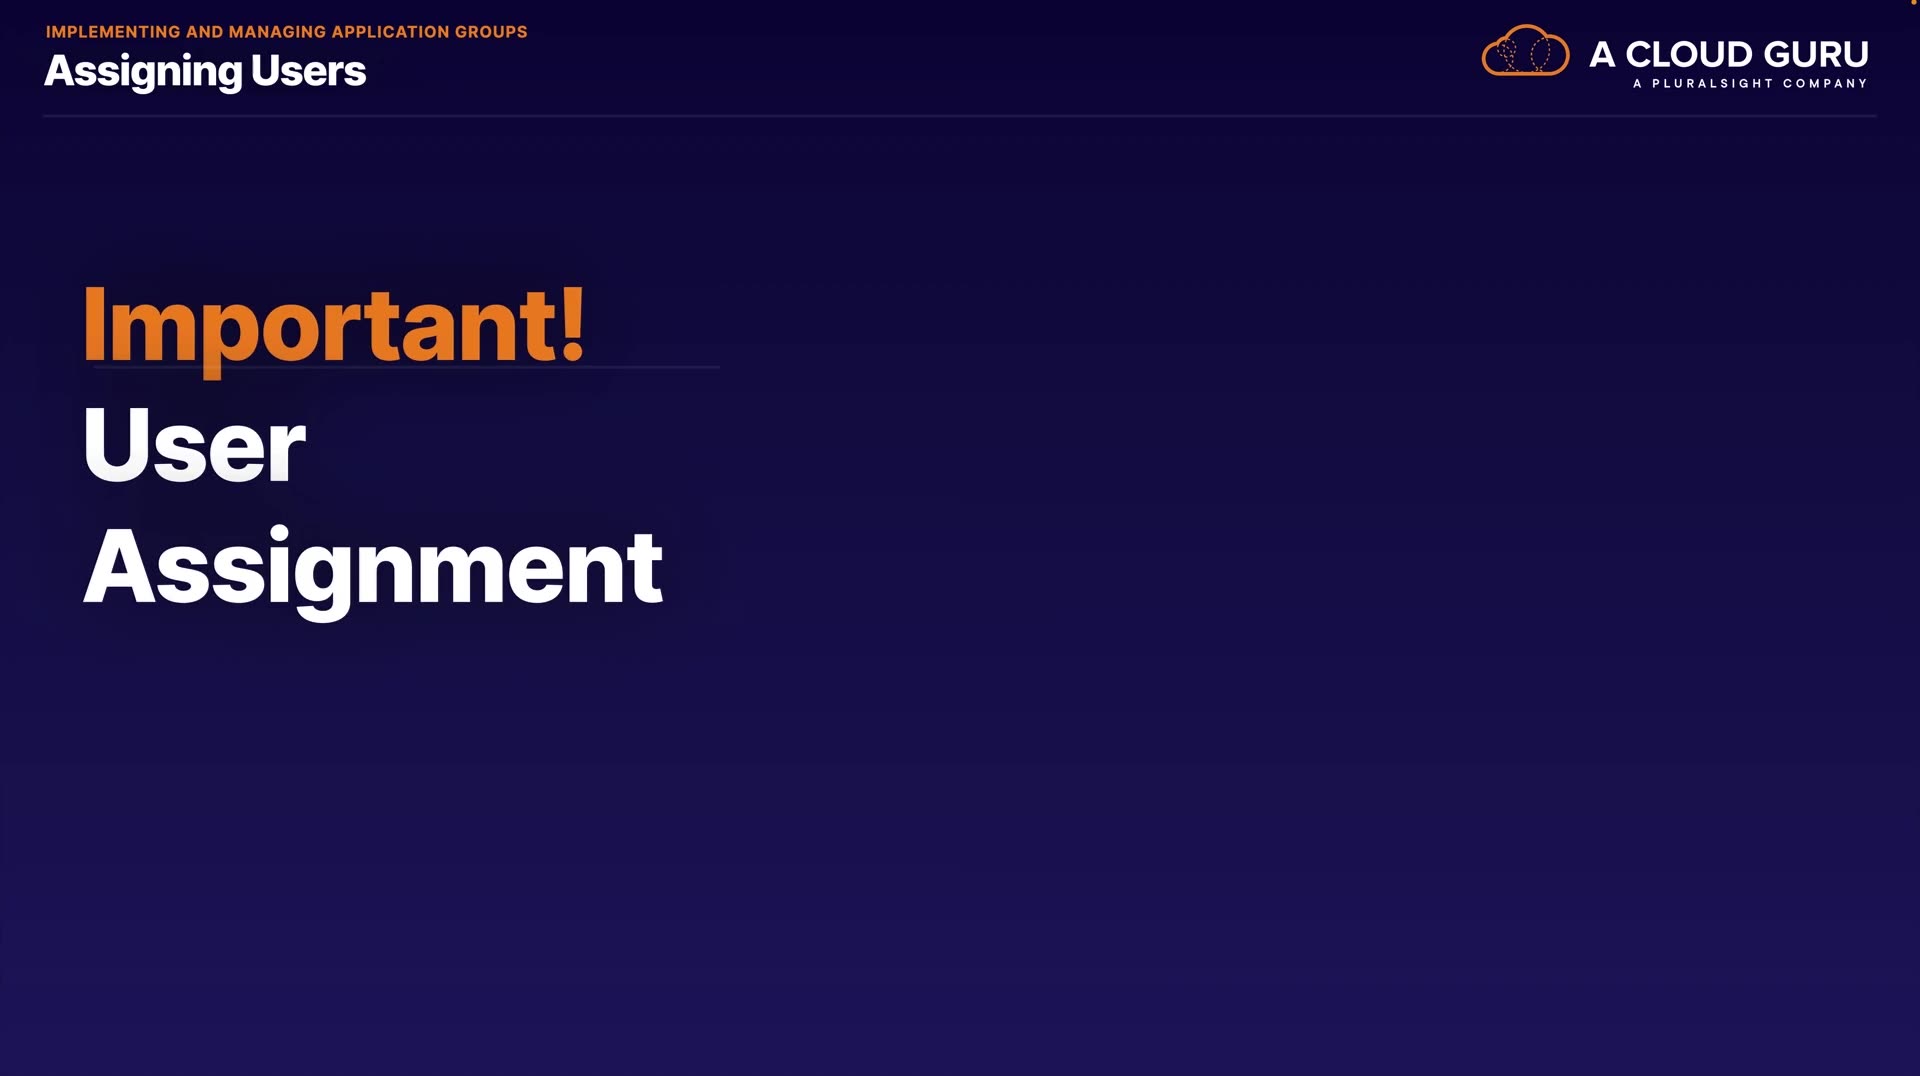 IMPLEMENTING AND MANAGING APPLICATION GROUPS
Assigning Users
A CLOUD GURU
A PLURALSIGHT COMPANY
Important!
User
Assignment